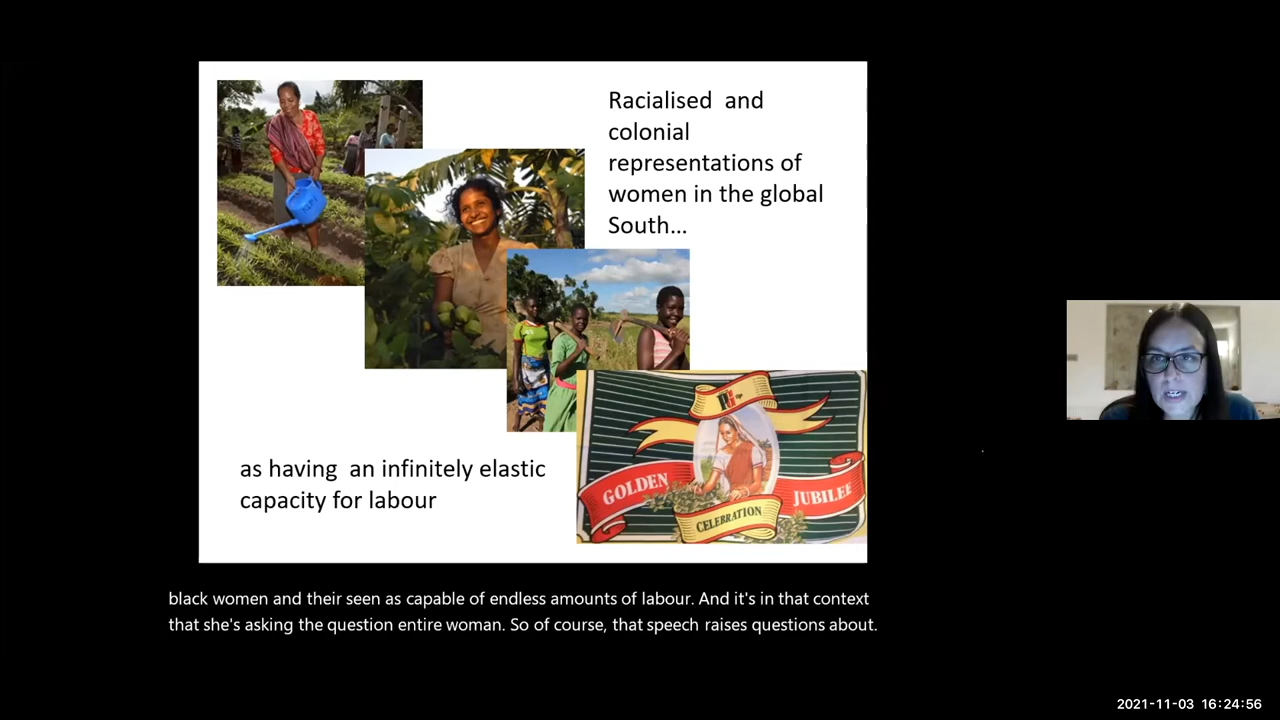 Racialised and
colonial
representations of
women in the global
South...
as having an infinitely elastic
capacity for labour
GOLDEN
JUBILEE
CELEBRATION
black women and their seen as capable of endless amounts of labour. And it's in that context
that she's asking the question entire woman. So of course, that speech raises questions about.
2021-11-03 16:24:56